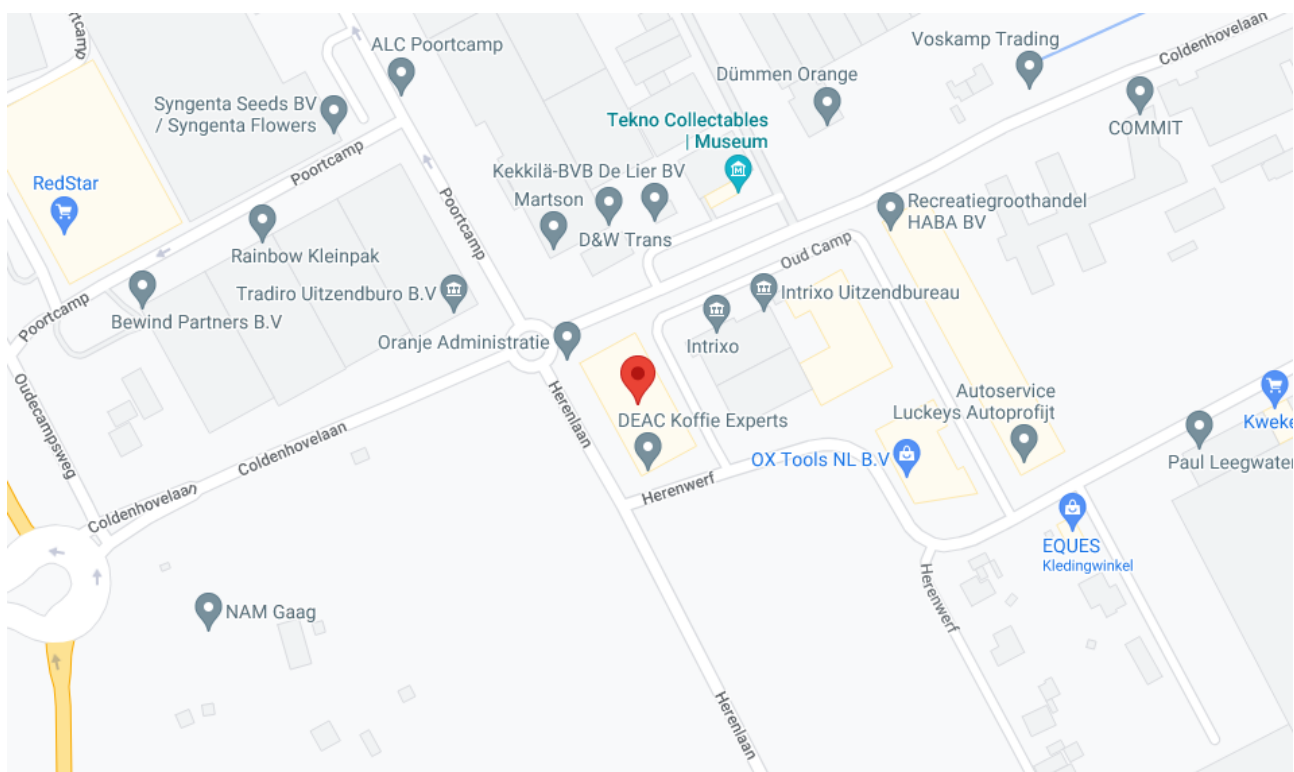 Poortcamp
ALC Poortcamp
Voskamp Trading
Coldenhovelaan
Dümmen Orange
Syngenta Seeds BV
/ Syngenta Flowers
Tekno Collectables
| Museum
COMMIT
Poortcamp
Kekkilä-BVB De Lier BV
RedStar
Martson
Poortcamp
Recreatiegroothandel
HABA BV
D&W Trans
Oud Camp
Rainbow Kleinpak
Tradiro Uitzendburo B.V
Intrixo Uitzendbureau
Poortcamp
Bewind Partners B.V
Oranje Administratie
Intrixo
Oudecampsweg
Herenlaan
Autoservice
Luckeys Autoprofijt
DEAC Koffie Experts
Kweke
Coldenhovelaan
OX Tools NL B.V
Paul Leegwater
Herenwerf
Coldenhovelaan
EQUES
Kledingwinkel
Herenwerf
NAM Gaag
Herenlaan